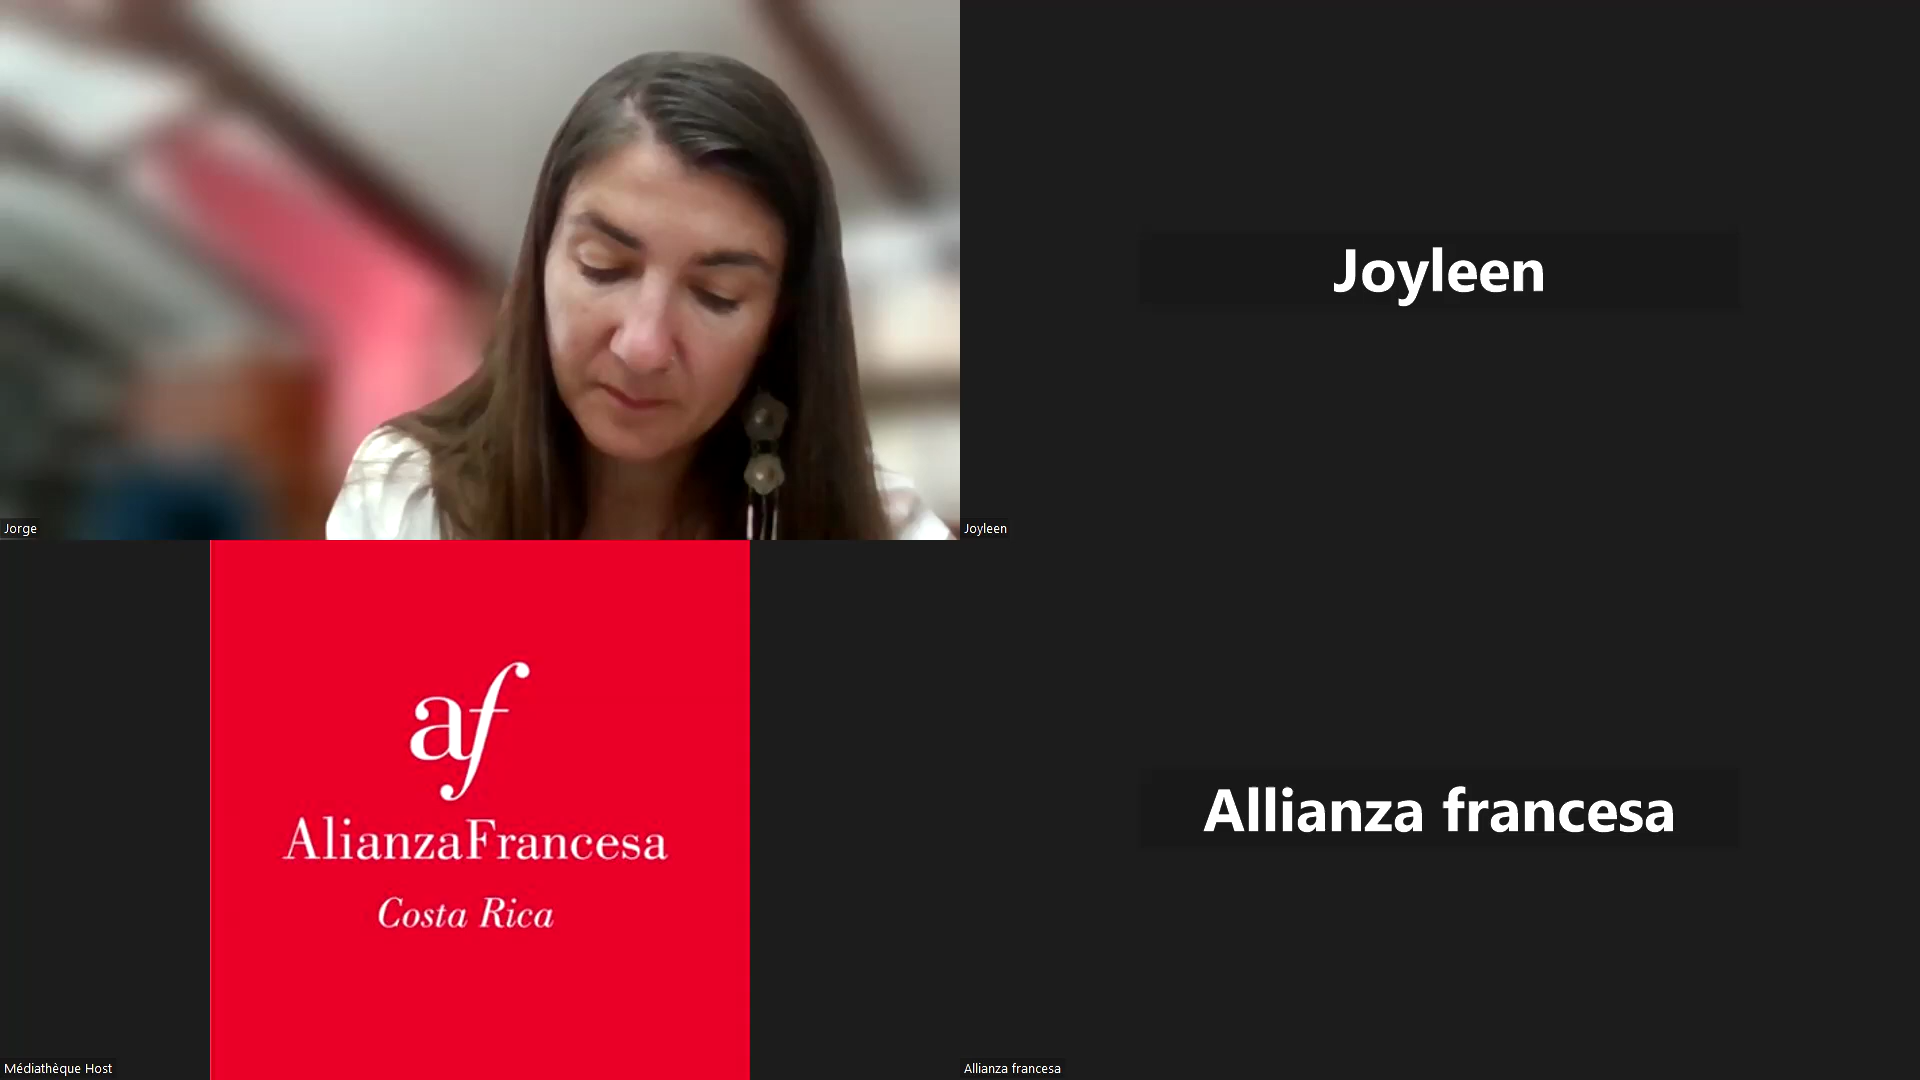 Jorge
Joyleen
Joyleen
af
AlianzaFrancesa
Costa Rica
Médiathèque Host
Allianza francesa
Allianza francesa